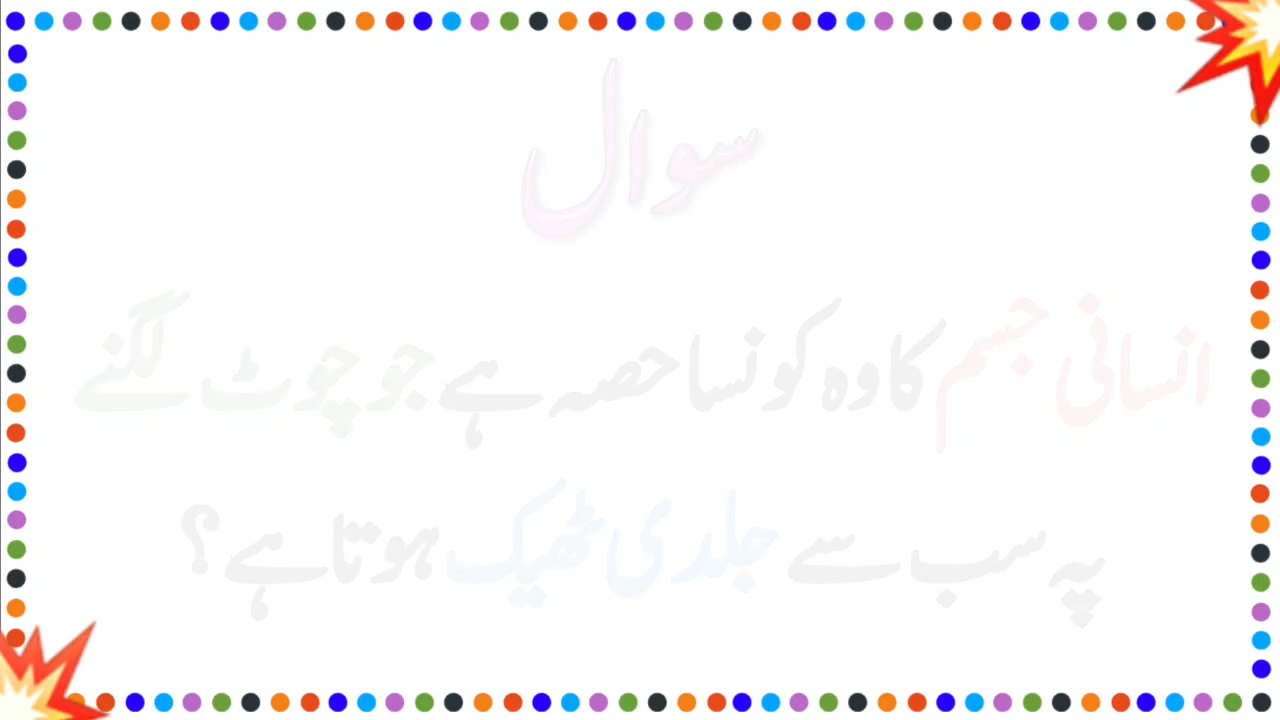 سوال
انسانی جسم کا وہ کونسا حصہ ہے جو چوٹ لگنے
پہ سب سے جلدی ٹھیک ہوتا ہے؟